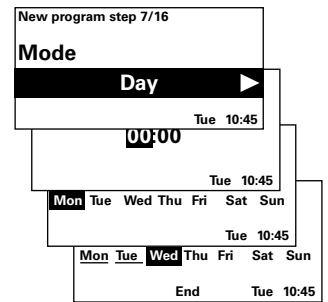 New program step 7/16
Mode
Day
Tue 10:45
00:00
Tue 10:45
Mon Tue Wed Thu Fri Sat Sun
Tue 10:45
Mon Tue Wed Thu Fri Sat Sun
End Tue 10:45